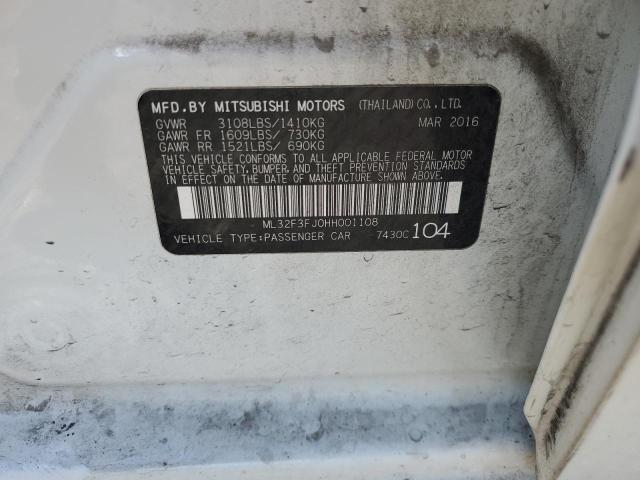 MFD.BY MITSUBISHI MOTORS (THAILAND)CO.,LTD.
GVWR 3108LBS/1410KG MAR 2016
GAWR FR 1609LBS/ 730KG
GAWR RR 1521LBS/ 690KG
THIS VEHICLE CONFORMS TO ALL APPLICABLE FEDERAL MOTOR
VEHICLE SAFETY, BUMPER, AND THEFT PREVENTION STANDARDS
IN EFFECT ON THE DATE OF MANUFACTURE SHOWN ABOVE.
ML32F3FJ0HH001108
VEHICLE TYPE:PASSENGER CAR 7430C 104